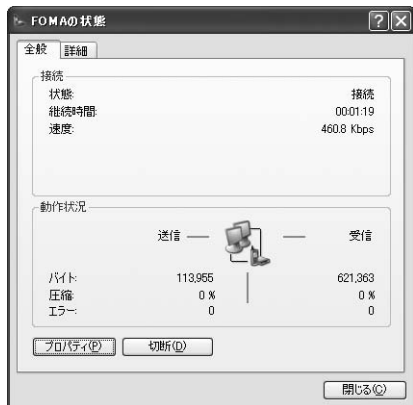 FOMAの状態
全般 詳細
接続
状態: 接続
継続時間: 00:01:19
速度: 460.8 Kbps
動作状況
送信 受信
バイト: 113,955 621,363
圧縮: 0 % 0 %
エラー: 0 0
プロパティ(P) 切断(D)
閉じる(C)